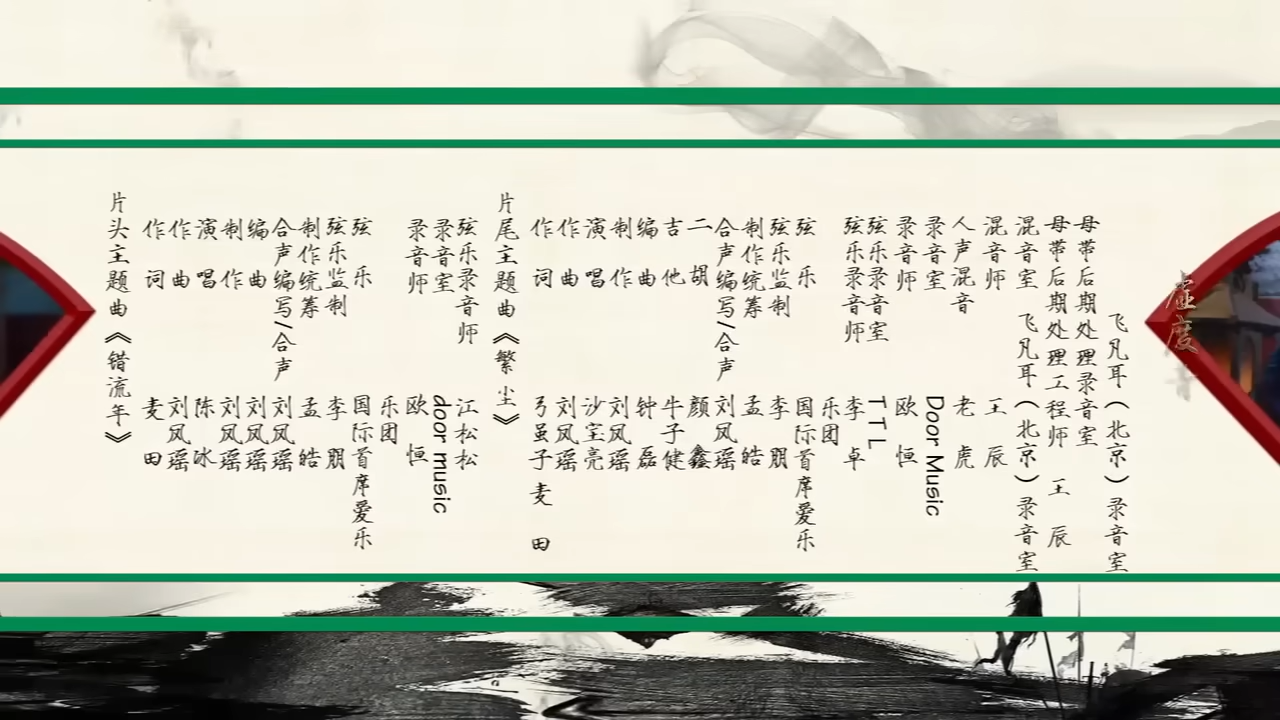 片头主题曲《错流年》
作词 麦田
作曲 刘风瑶
演唱 陈冰
制作 刘风瑶
编曲 刘风瑶
合声编写/合声 刘风瑶
制作统筹 孟皓
弦乐监制 李朋
弦乐 国际首席爱乐
乐团
录音师 欧恒
录音室 door music
弦乐录音师 江松松
片尾主题曲《繁尘》
作词 弓虽子 麦田
作曲 刘风瑶
演唱 沙宝亮
制作 刘风瑶
编曲 钟磊
吉他 牛子健
二胡 颜鑫
合声编写/合声 刘风瑶
制作统筹 孟皓
弦乐监制 李朋
弦乐 国际首席爱乐
乐团
弦乐录音师 李卓
弦乐录音室 TTL
录音师 欧恒
录音室 Door Music
人声混音 老虎
混音师 王辰
混音室 飞凡耳（北京）录音室
母带后期处理工程师 王辰
母带后期处理录音室
飞凡耳（北京）录音室
虚度